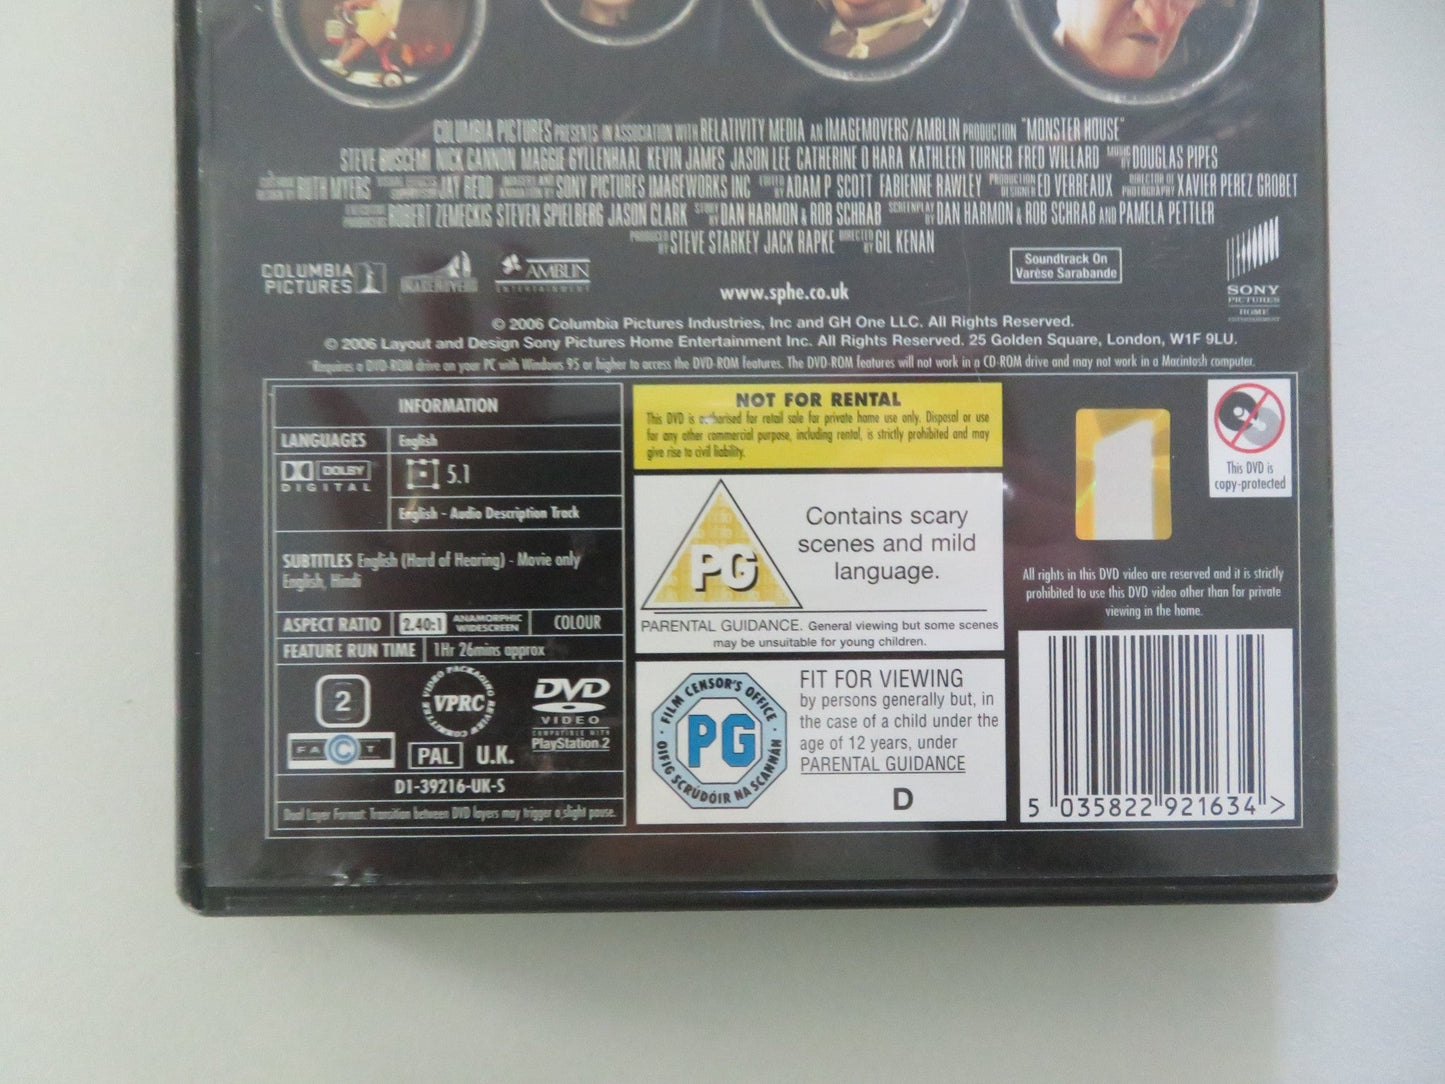 COLUMBIA PICTURES PRESENTS IN ASSOCIATION WITH RELATIVITY MEDIA AN IMAGEMOVERS/AMBLIN PRODUCTION "MONSTER HOUSE"
STEVE BUSCEMI NICK CANNON MAGGIE GYLLENHAAL KEVIN JAMES JASON LEE CATHERINE O'HARA KATHLEEN TURNER FRED WILLARD MUSIC BY DOUGLAS PIPES
DESIGN BY RUTH MYERS JAY REDD SONY PICTURES IMAGEWORKS INC EDITED BY ADAM P SCOTT FABIENNE RAWLEY PRODUCTION DESIGNER ED VERREAUX DIRECTOR OF PHOTOGRAPHY XAVIER PEREZ GROBET
EXECUTIVE PRODUCERS ROBERT ZEMECKIS STEVEN SPIELBERG JASON CLARK STORY BY DAN HARMON & ROB SCHRAB SCREENPLAY BY DAN HARMON & ROB SCHRAB AND PAMELA PETTLER
PRODUCED BY STEVE STARKEY JACK RAPKE DIRECTED BY GIL KENAN
COLUMBIA PICTURES
IMAGEMOVERS
AMBLIN
ENTERTAINMENT
www.sphe.co.uk
Soundtrack On
Varèse Sarabande
SONY
PICTURES
HOME
ENTERTAINMENT
© 2006 Columbia Pictures Industries, Inc and GH One LLC. All Rights Reserved.
© 2006 Layout and Design Sony Pictures Home Entertainment Inc. All Rights Reserved. 25 Golden Square, London, W1F 9LU.
*Requires a DVD-ROM drive on your PC with Windows 95 or higher to access the DVD-ROM features. The DVD-ROM features will not work in a CD-ROM drive and may not work in a Macintosh computer.
INFORMATION
LANGUAGES English
DOLBY
DIGITAL
5.1
English - Audio Description Track
SUBTITLES English (Hard of Hearing) - Movie only
English, Hindi
ASPECT RATIO 2.40:1 ANAMORPHIC WIDESCREEN COLOUR
FEATURE RUN TIME 1Hr 26mins approx
2
FACT
VIDEO PACKAGING REVIEW COMMITTEE
VPRC
PAL U.K.
DVD
VIDEO
COMPATIBLE WITH
PlayStation 2
D1-39216-UK-S
Dual Layer Format: Transition between DVD layers may trigger a slight pause.
NOT FOR RENTAL
This DVD is authorised for retail sale for private home use only. Disposal or use
for any other commercial purpose, including rental, is strictly prohibited and may
give rise to civil liability.
PG
Contains scary
scenes and mild
language.
PARENTAL GUIDANCE. General viewing but some scenes
may be unsuitable for young children.
FILM CENSOR'S OFFICE
PG
OIFIG SCRÚDÓIR NA SCANNÁN
FIT FOR VIEWING
by persons generally but, in
the case of a child under the
age of 12 years, under
PARENTAL GUIDANCE
D
This DVD is
copy-protected
All rights in this DVD video are reserved and it is strictly
prohibited to use this DVD video other than for private
viewing in the home.
5 035822 921634 >